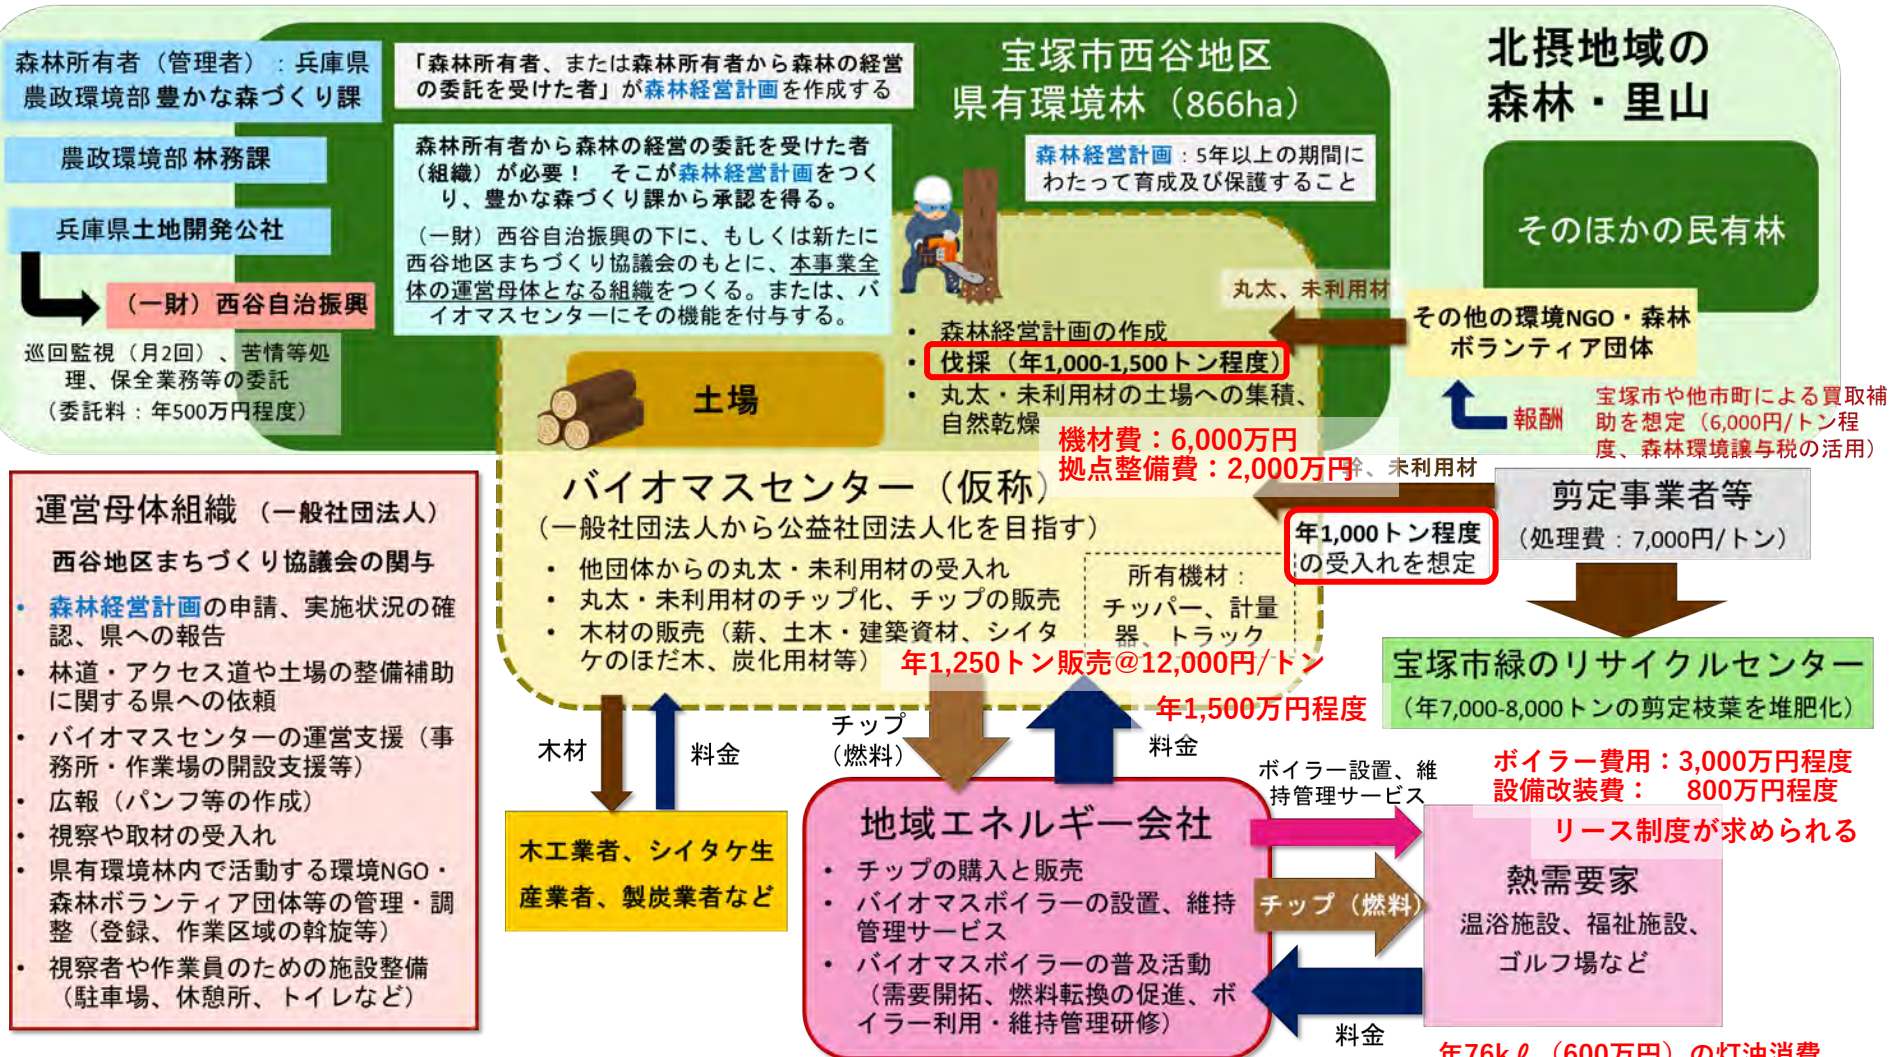 森林所有者（管理者）：兵庫県
農政環境部 豊かな森づくり課
農政環境部 林務課
兵庫県土地開発公社
（一財）西谷自治振興
巡回監視（月2回）、苦情等処
理、保全業務等の委託
（委託料：年500万円程度）
「森林所有者、または森林所有者から森林の経営
の委託を受けた者」が森林経営計画を作成する
森林所有者から森林の経営の委託を受けた者
（組織）が必要！　そこが森林経営計画をつく
り、豊かな森づくり課から承認を得る。
（一財）西谷自治振興の下に、もしくは新たに
西谷地区まちづくり協議会のもとに、本事業全
体の運営母体となる組織をつくる。または、バ
イオマスセンターにその機能を付与する。
宝塚市西谷地区
県有環境林（866ha）
森林経営計画：5年以上の期間に
わたって育成及び保護すること
北摂地域の
森林・里山
そのほかの民有林
丸太、未利用材
その他の環境NGO・森林
ボランティア団体
報酬
宝塚市や他市町による買取補
助を想定（6,000円/トン程
度、森林環境譲与税の活用）
土場
• 森林経営計画の作成
• 伐採（年1,000-1,500トン程度）
• 丸太・未利用材の土場への集積、
自然乾燥
機材費：6,000万円
拠点整備費：2,000万円
幹、未利用材
バイオマスセンター（仮称）
（一般社団法人から公益社団法人化を目指す）
• 他団体からの丸太・未利用材の受入れ
• 丸太・未利用材のチップ化、チップの販売
• 木材の販売（薪、土木・建築資材、シイタ
ケのほだ木、炭化用材等）
所有機材：
チッパー、計量
器、トラック
年1,000トン程度
の受入れを想定
剪定事業者等
（処理費：7,000円/トン）
宝塚市緑のリサイクルセンター
（年7,000-8,000トンの剪定枝葉を堆肥化）
年1,250トン販売@12,000円/トン
年1,500万円程度
運営母体組織（一般社団法人）
西谷地区まちづくり協議会の関与
• 森林経営計画の申請、実施状況の確
認、県への報告
• 林道・アクセス道や土場の整備補助
に関する県への依頼
• バイオマスセンターの運営支援（事
務所・作業場の開設支援等）
• 広報（パンフ等の作成）
• 視察や取材の受入れ
• 県有環境林内で活動する環境NGO・
森林ボランティア団体等の管理・調
整（登録、作業区域の斡旋等）
• 視察者や作業員のための施設整備
（駐車場、休憩所、トイレなど）
木材
料金
チップ
（燃料）
料金
木工業者、シイタケ生
産業者、製炭業者など
地域エネルギー会社
• チップの購入と販売
• バイオマスボイラーの設置、維持
管理サービス
• バイオマスボイラーの普及活動
（需要開拓、燃料転換の促進、ボ
イラー利用・維持管理研修）
ボイラー設置、維
持管理サービス
チップ（燃料）
料金
ボイラー費用：3,000万円程度
設備改装費：　800万円程度
リース制度が求められる
熱需要家
温浴施設、福祉施設、
ゴルフ場など
年76kℓ（600万円）の灯油消費